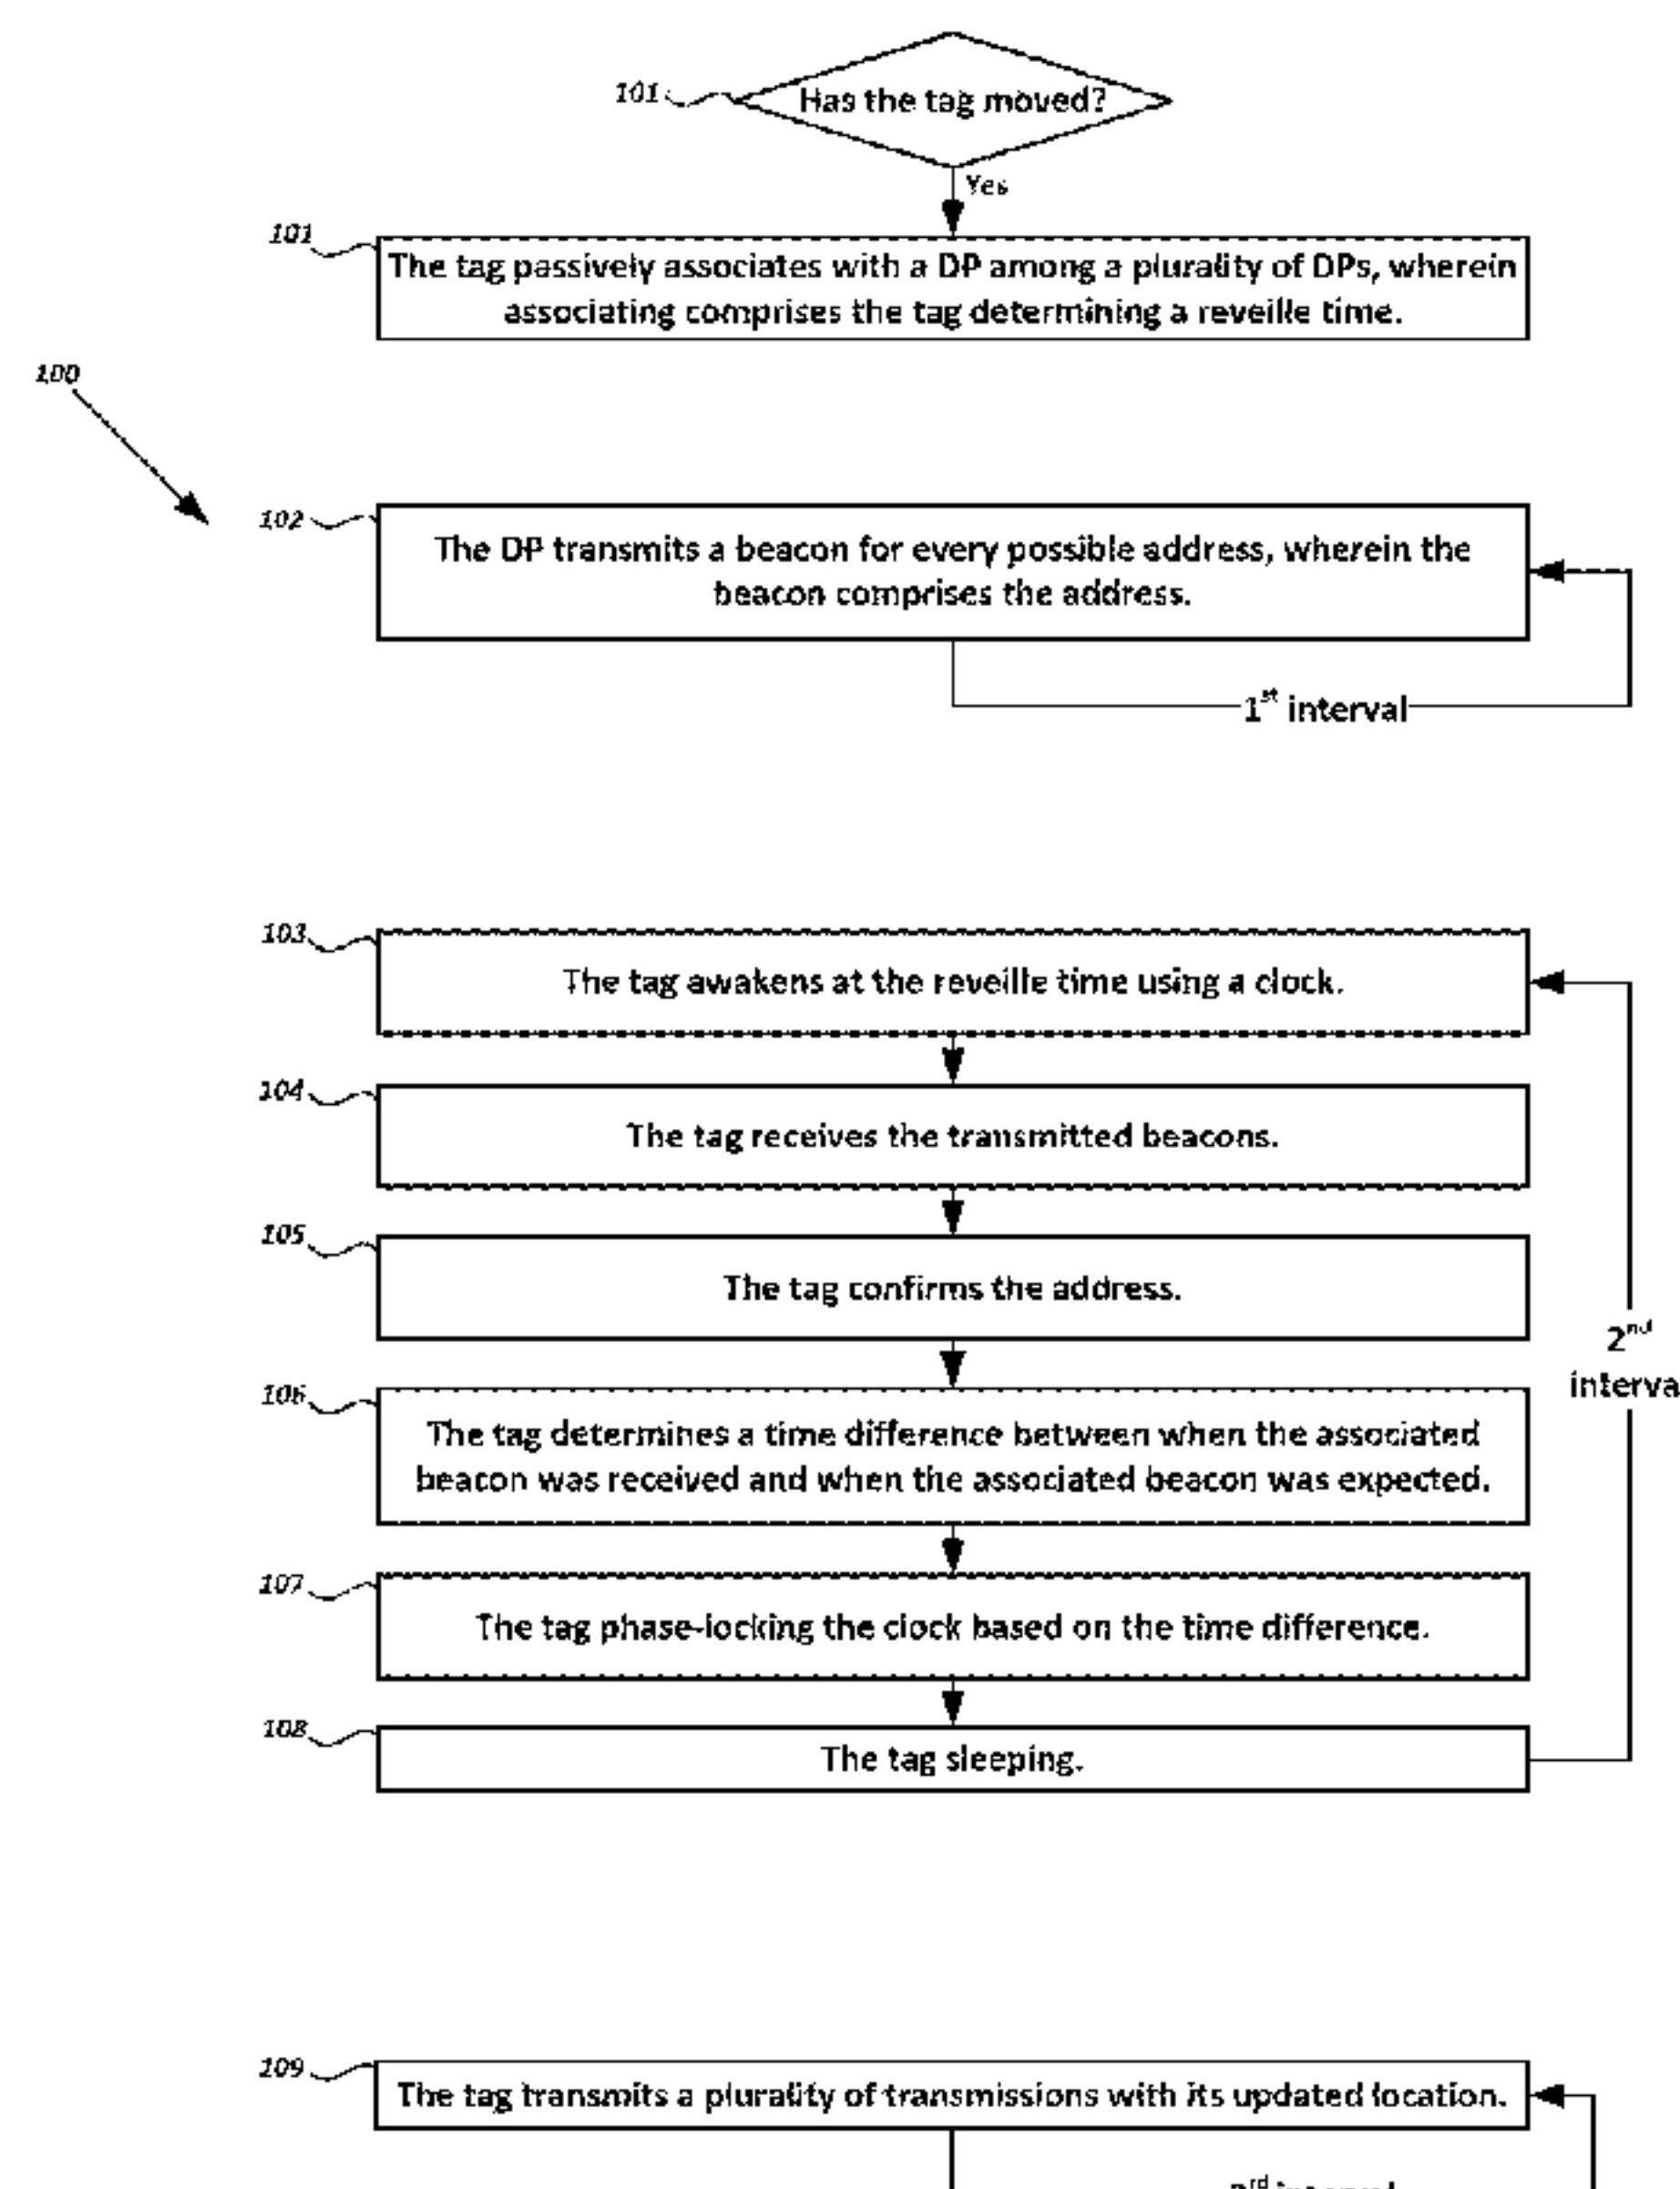 101
Has the tag moved?
Yes
101
The tag passively associates with a DP among a plurality of DPs, wherein
associating comprises the tag determining a reveille time.
100
102
The DP transmits a beacon for every possible address, wherein the
beacon comprises the address.
1st interval
103
The tag awakens at the reveille time using a clock.
104
The tag receives the transmitted beacons.
105
The tag confirms the address.
2nd
interva
106
The tag determines a time difference between when the associated
beacon was received and when the associated beacon was expected.
107
The tag phase-locking the clock based on the time difference.
108
The tag sleeping.
109
The tag transmits a plurality of transmissions with its updated location.
3rd interval